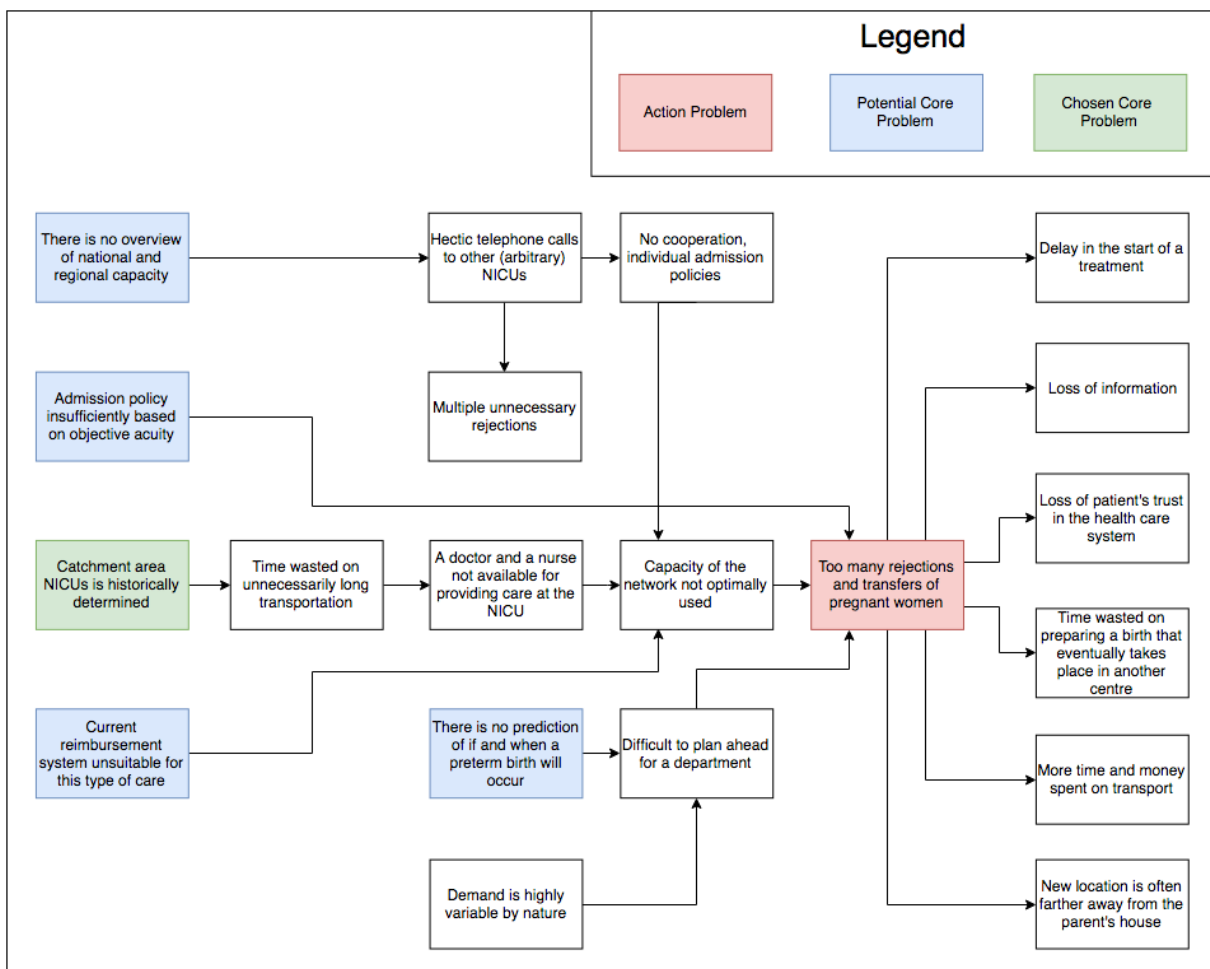 Legend
Action Problem
Potential Core
Problem
Chosen Core
Problem
There is no overview
of national and
regional capacity
Hectic telephone calls
to other (arbitrary)
NICUs
No cooperation,
individual admission
policies
Delay in the start of a
treatment
Admission policy
insufficiently based
on objective acuity
Multiple unnecessary
rejections
Loss of information
Loss of patient's trust
in the health care
system
Catchment area
NICUs is historically
determined
Time wasted on
unnecessarily long
transportation
A doctor and a nurse
not available for
providing care at the
NICU
Capacity of the
network not optimally
used
Too many rejections
and transfers of
pregnant women
Time wasted on
preparing a birth that
eventually takes
place in another
centre
Current
reimbursement
system unsuitable for
this type of care
There is no prediction
of if and when a
preterm birth will
occur
Difficult to plan ahead
for a department
More time and money
spent on transport
Demand is highly
variable by nature
New location is often
farther away from the
parent's house